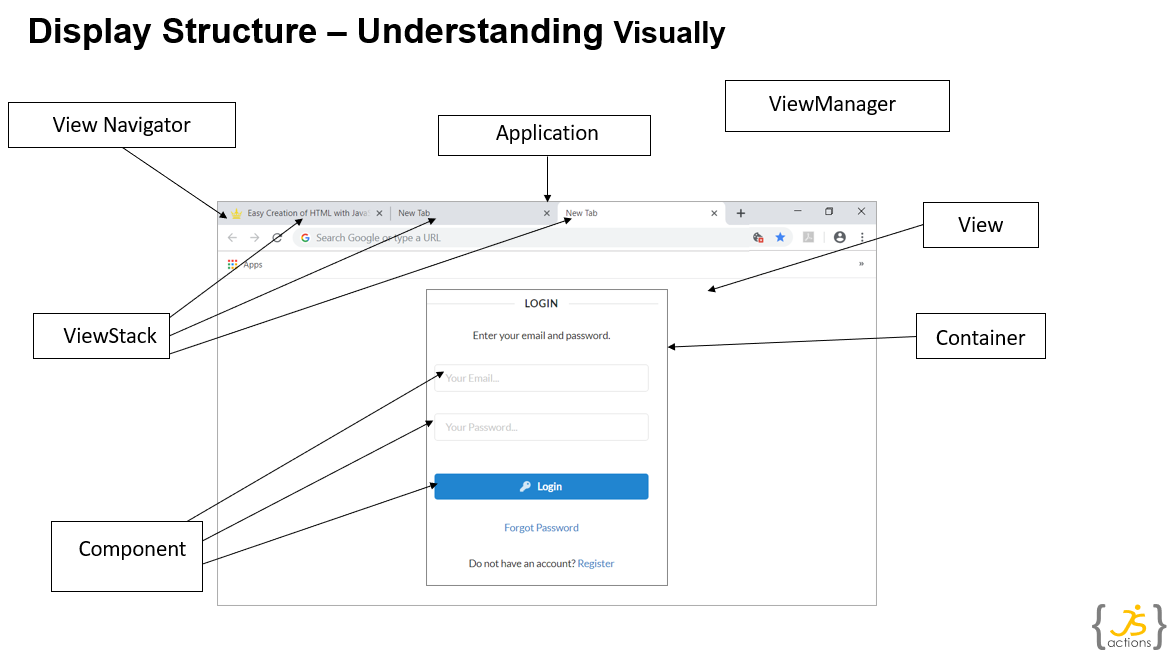 Display Structure – Understanding Visually
ViewManager
View Navigator
Application
Easy Creation of HTML with Java
New Tab
New Tab
View
Search Google or type a URL
Apps
LOGIN
ViewStack
Enter your email and password.
Container
Your Email...
Your Password...
Login
Forgot Password
Component
Do not have an account? Register
{JS}
actions